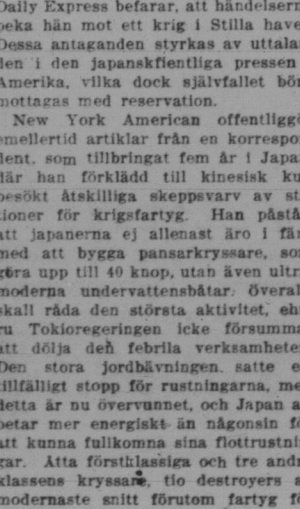 Daily Express befarar, att händelsern
peka hän mot ett krig i Stilla have
Dessa antaganden styrkas av uttala
den i den japanskfientliga pressen
Amerika, vilka dock självfallet bör
mottagas med reservation.
New York American offentliggö
emellertid artiklar från en korrespo
dent, som tillbringat fem år i Japa
där han förklädd till kinesisk ku
besökt åtskilliga skeppsvarv av st
tioner för krigsfartyg. Han påstå
att japanerna ej allenast äro i fär
med att bygga pansarkryssare, so
göra upp till 40 knop, utan även ultr
moderna undervattensbåtar. Överal
skall råda den största aktivitet, eh
ru Tokioregeringen icke försumma
att dölja den febrila verksamhete
Den stora jordbävningen satte e
tillfälligt stopp för rustningarna, me
detta är nu övervunnet, och Japan a
betar mer energiskt än någonsin fö
att kunna fullkomna sina flottrustni
gar. Åtta förstklassiga och tre andr
klassens kryssare, tio destroyers a
modernaste snitt förutom fartyg fö